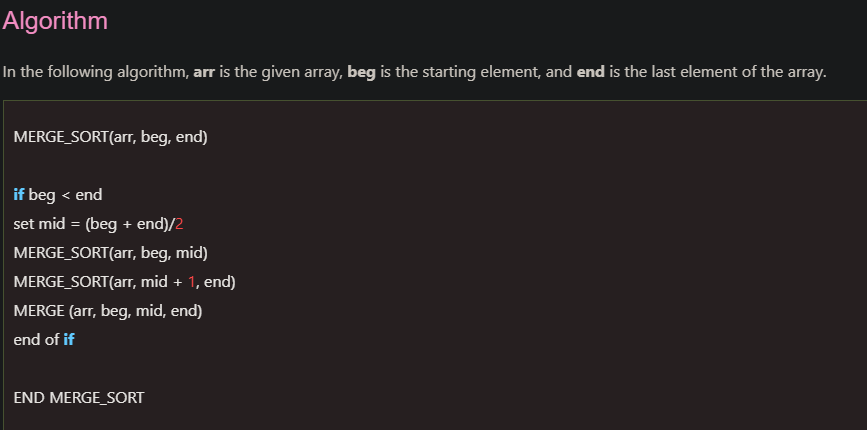 Algorithm
In the following algorithm, arr is the given array, beg is the starting element, and end is the last element of the array.
MERGE_SORT(arr, beg, end)
if beg < end
set mid = (beg + end)/2
MERGE_SORT(arr, beg, mid)
MERGE_SORT(arr, mid + 1, end)
MERGE (arr, beg, mid, end)
end of if
END MERGE_SORT